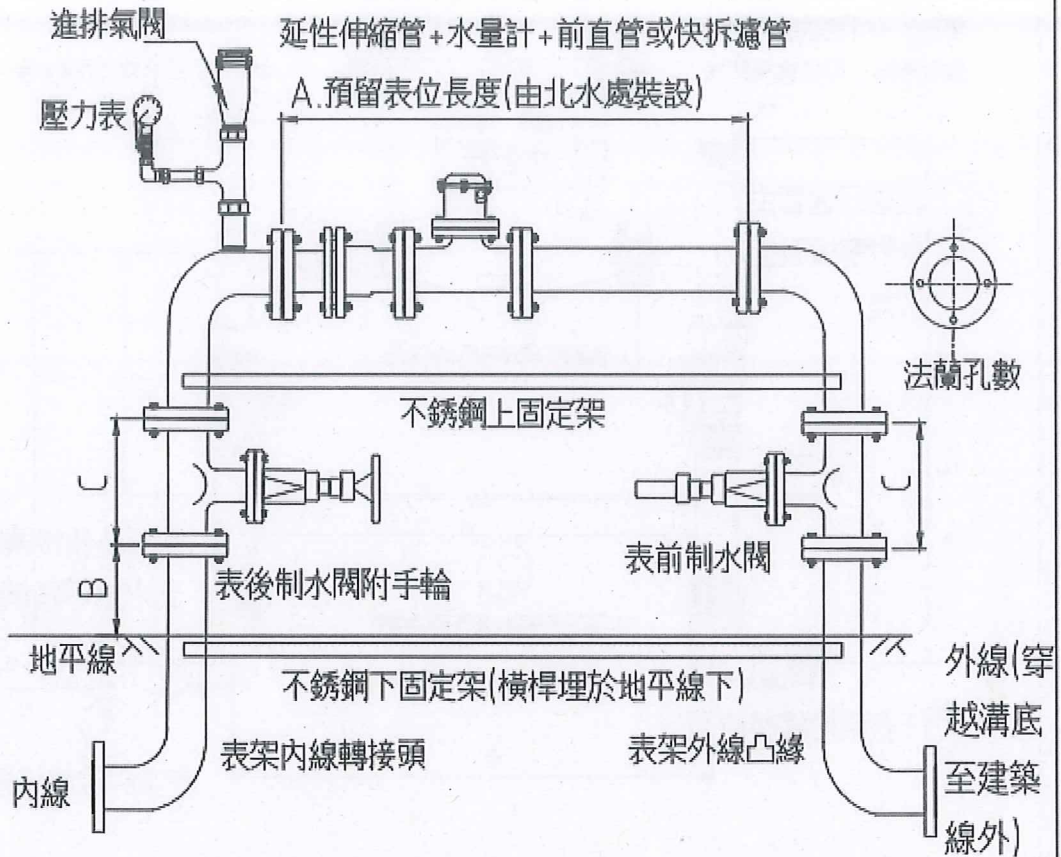 進排氣閥
延性伸縮管+水量計+前直管或快拆濾管
A.預留表位長度(由北水處裝設)
壓力表
法蘭孔數
不銹鋼上固定架
C
C
表後制水閥附手輪
表前制水閥
B
地平線
不銹鋼下固定架(橫桿埋於地平線下)
外線(穿
越溝底
至建築
線外)
表架內線轉接頭
表架外線凸緣
內線